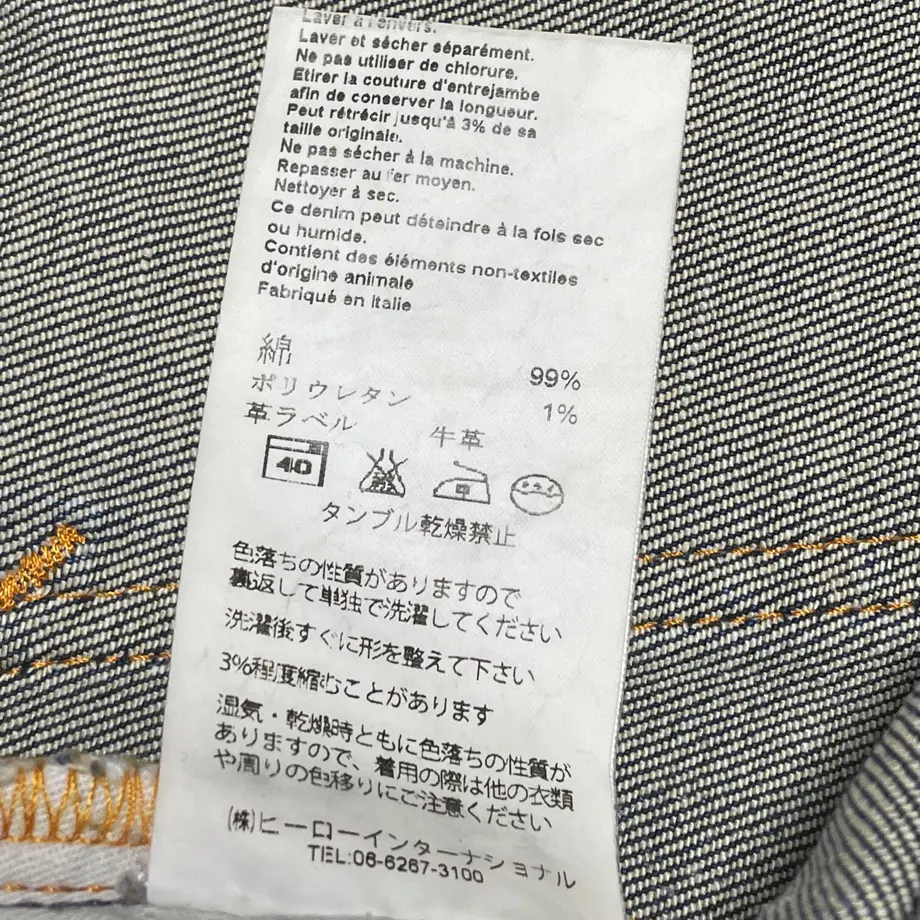 Laver à l'envers.
Laver et sécher séparément.
Ne pas utiliser de chlorure.
Etirer la couture d'entrejambe
afin de conserver la longueur.
Peut rétrécir jusqu'à 3% de sa
taille originale.
Ne pas sécher à la machine.
Repasser au fer moyen.
Nettoyer à sec.
Ce denim peut déteindre à la fois sec
ou humide.
Contient des éléments non-textiles
d'origine animale
Fabriqué en Italie
綿 99%
ポリウレタン 1%
革ラベル 牛革
40
タンブル乾燥禁止
色落ちの性質がありますので
裏返して単独で洗濯してください
洗濯後すぐに形を整えて下さい
3%程度縮むことがあります
湿気・乾燥時ともに色落ちの性質が
ありますので、着用の際は他の衣類
や周りの色移りにご注意ください
(株)ヒーローインターナショナル
TEL:06-6267-3100